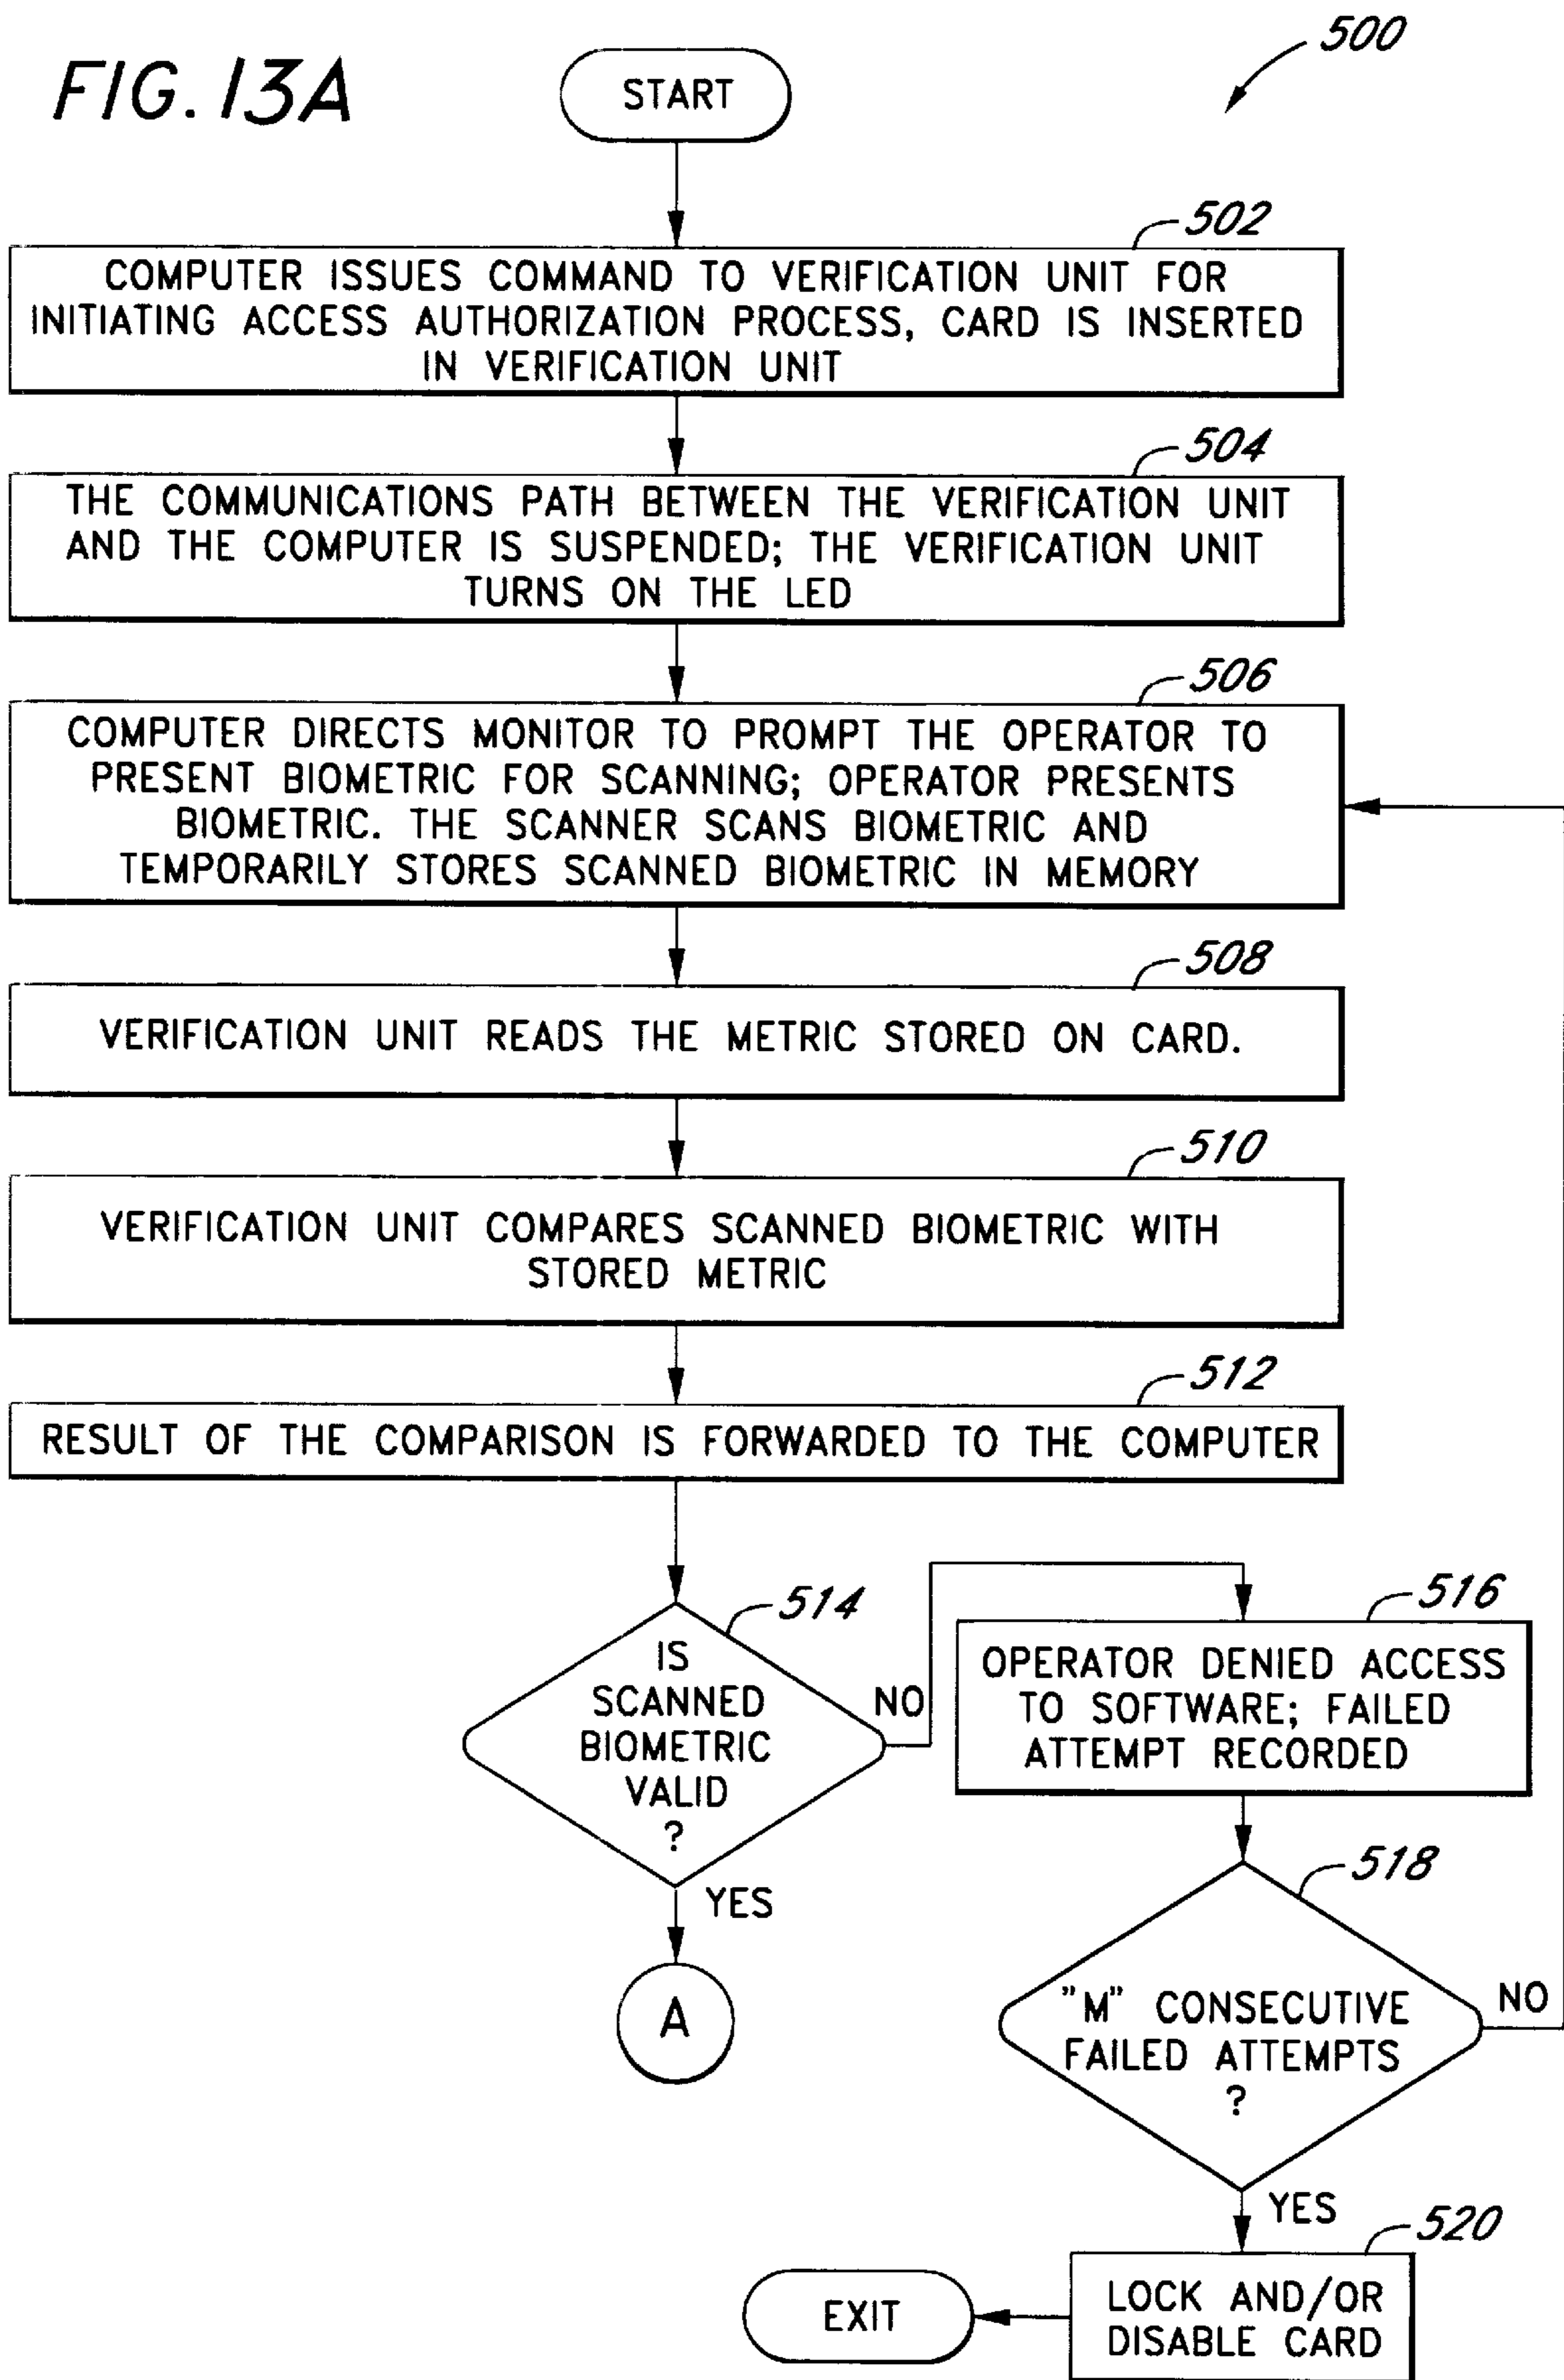 FIG. 13A
START
500
502
COMPUTER ISSUES COMMAND TO VERIFICATION UNIT FOR
INITIATING ACCESS AUTHORIZATION PROCESS, CARD IS INSERTED
IN VERIFICATION UNIT
504
THE COMMUNICATIONS PATH BETWEEN THE VERIFICATION UNIT
AND THE COMPUTER IS SUSPENDED; THE VERIFICATION UNIT
TURNS ON THE LED
506
COMPUTER DIRECTS MONITOR TO PROMPT THE OPERATOR TO
PRESENT BIOMETRIC FOR SCANNING; OPERATOR PRESENTS
BIOMETRIC. THE SCANNER SCANS BIOMETRIC AND
TEMPORARILY STORES SCANNED BIOMETRIC IN MEMORY
508
VERIFICATION UNIT READS THE METRIC STORED ON CARD.
510
VERIFICATION UNIT COMPARES SCANNED BIOMETRIC WITH
STORED METRIC
512
RESULT OF THE COMPARISON IS FORWARDED TO THE COMPUTER
514
IS
SCANNED
BIOMETRIC
VALID
?
NO
YES
A
516
OPERATOR DENIED ACCESS
TO SOFTWARE; FAILED
ATTEMPT RECORDED
518
"M" CONSECUTIVE
FAILED ATTEMPTS
?
NO
YES
520
LOCK AND/OR
DISABLE CARD
EXIT